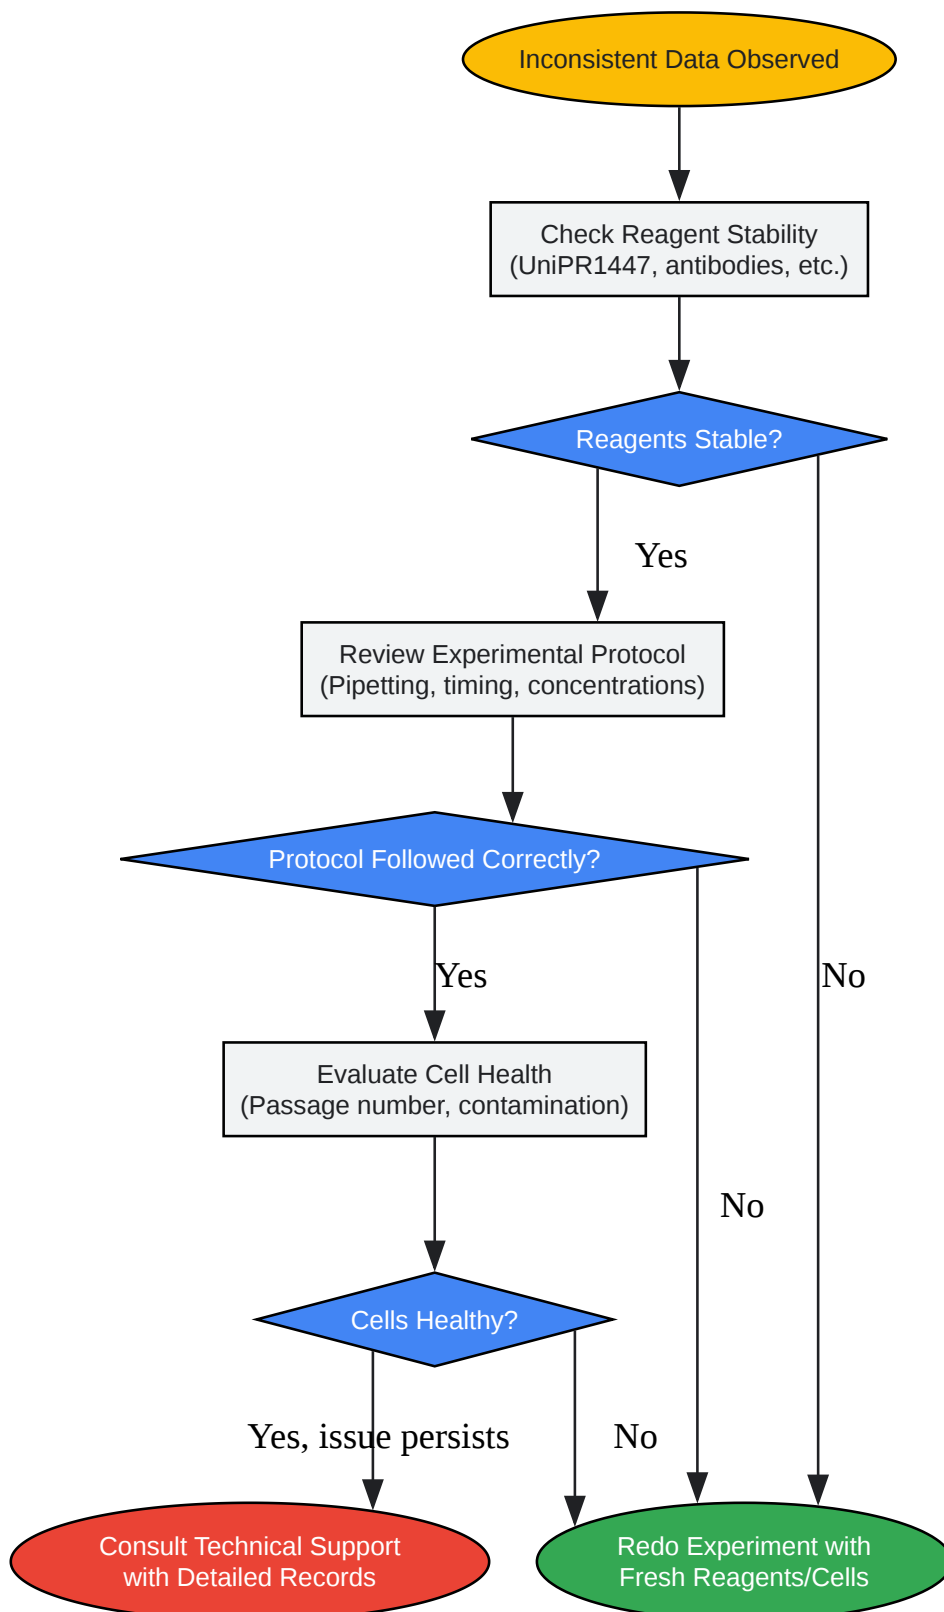 Inconsistent Data Observed
Check Reagent Stability
(UniPR1447, antibodies, etc.)
Reagents Stable?
Yes
Review Experimental Protocol
(Pipetting, timing, concentrations)
Protocol Followed Correctly?
Yes
No
Evaluate Cell Health
(Passage number, contamination)
No
Cells Healthy?
Yes, issue persists
No
Consult Technical Support
with Detailed Records
Redo Experiment with
Fresh Reagents/Cells